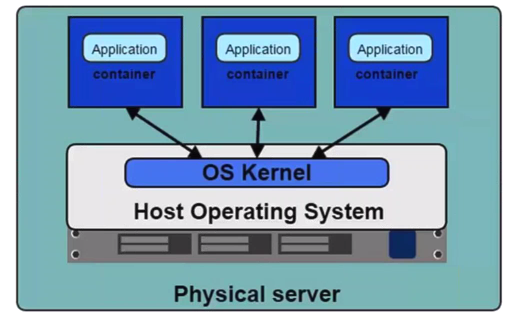 Application
container
Application
container
Application
container
OS Kernel
Host Operating System
Physical server